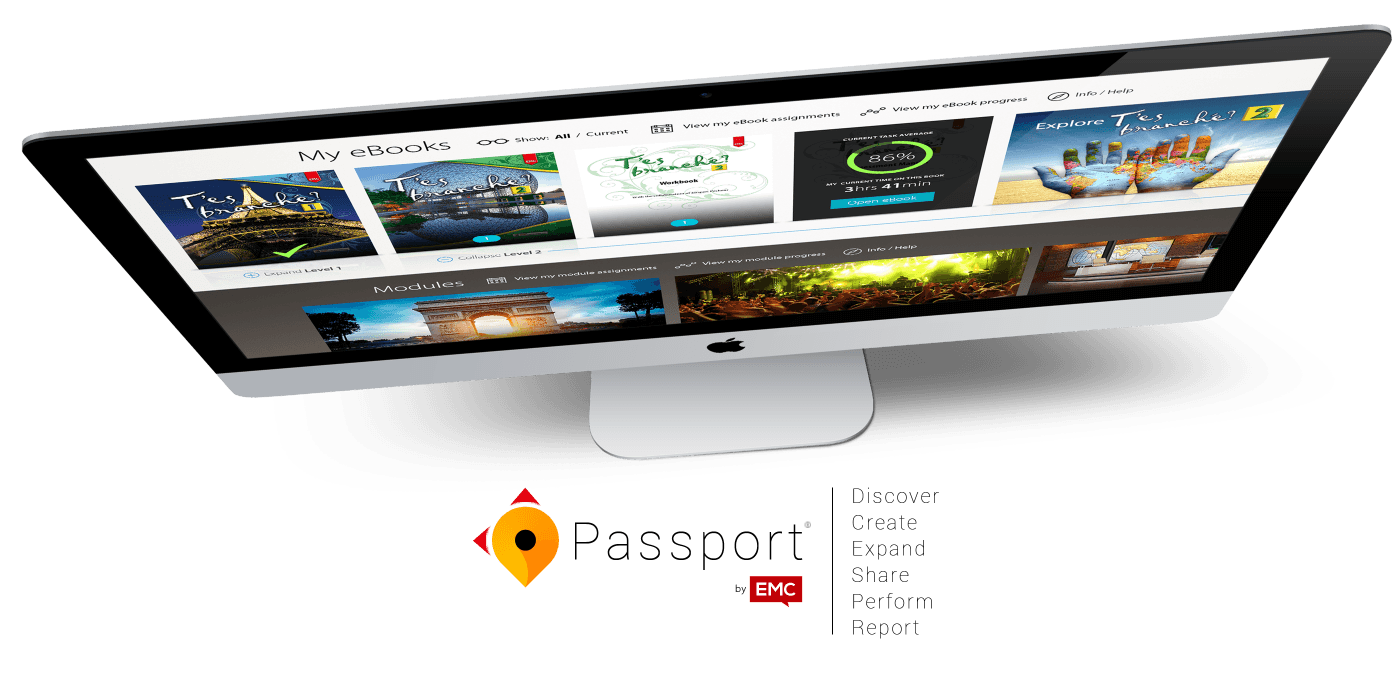 My eBooks
Show: All / Current
View my eBook assignments
View my eBook progress
Info / Help
T'es branché? 1
T'es branché? 2
1
T'es branché? 2
Workbook
1
CURRENT TASK AVERAGE
86%
MY CURRENT TIME ON THIS BOOK
3hrs 41min
Open eBook
Explore T'es branché? 2
Expand Level 1
Collapse Level 2
Modules
View my module assignments
View my module progress
Info / Help
Passport®
by EMC
Discover
Create
Expand
Share
Perform
Report